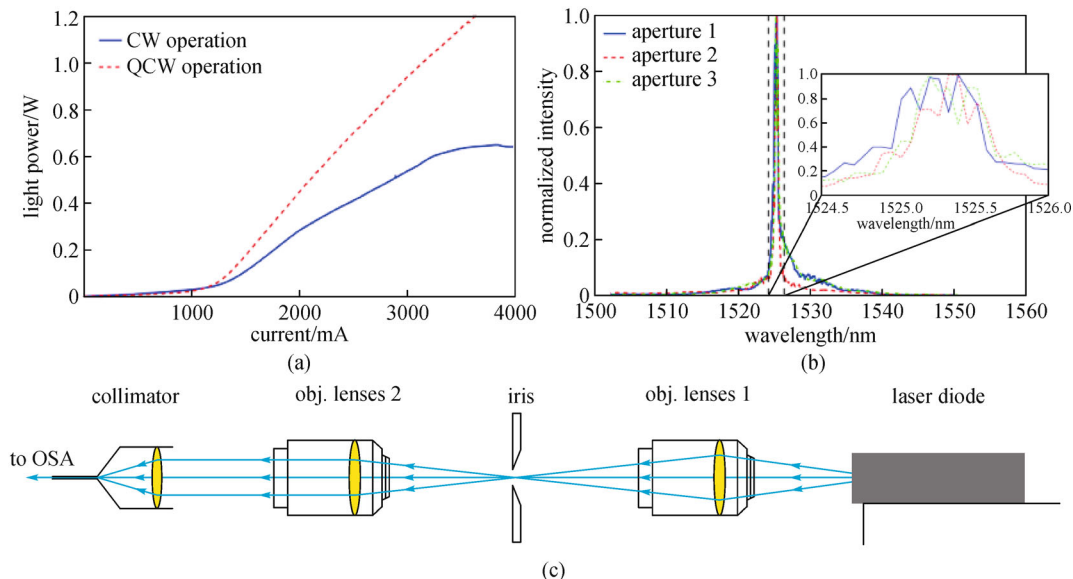 1.2
1.0
0.8
0.6
0.4
0.2
0
light power/W
CW operation
QCW operation
1000
2000
3000
4000
current/mA
(a)
1.0
0.8
0.6
0.4
0.2
0
normalized intensity
aperture 1
aperture 2
aperture 3
1.0
0.8
0.6
0.4
0.2
0
1524.5
1525.0
1525.5
1526.0
wavelength/nm
1500
1510
1520
1530
1540
1550
1560
wavelength/nm
(b)
collimator
obj. lenses 2
iris
obj. lenses 1
laser diode
to OSA
(c)